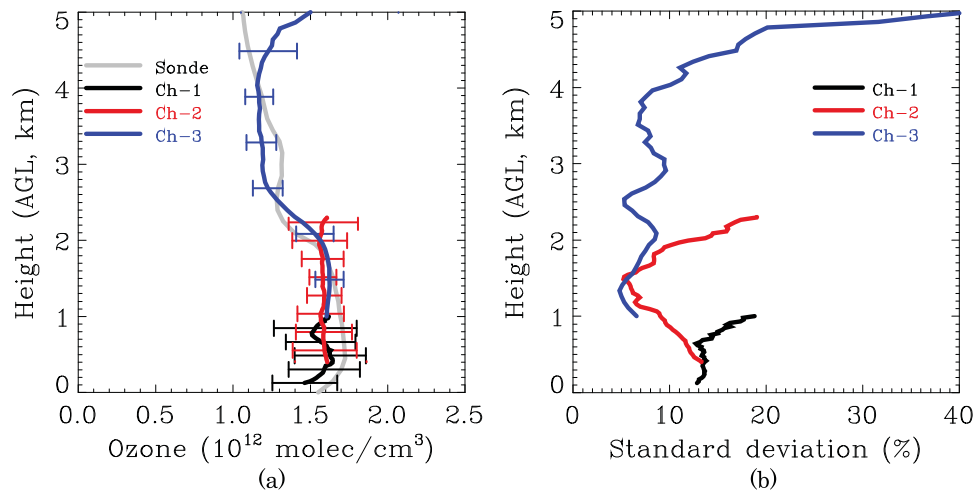 5
4
3
2
1
0
Height (AGL, km)
Sonde
Ch-1
Ch-2
Ch-3
0.0 0.5 1.0 1.5 2.0 2.5
Ozone (10¹² molec/cm³)
(a)
5
4
3
2
1
0
Height (AGL, km)
Ch-1
Ch-2
Ch-3
0 10 20 30 40
Standard deviation (%)
(b)